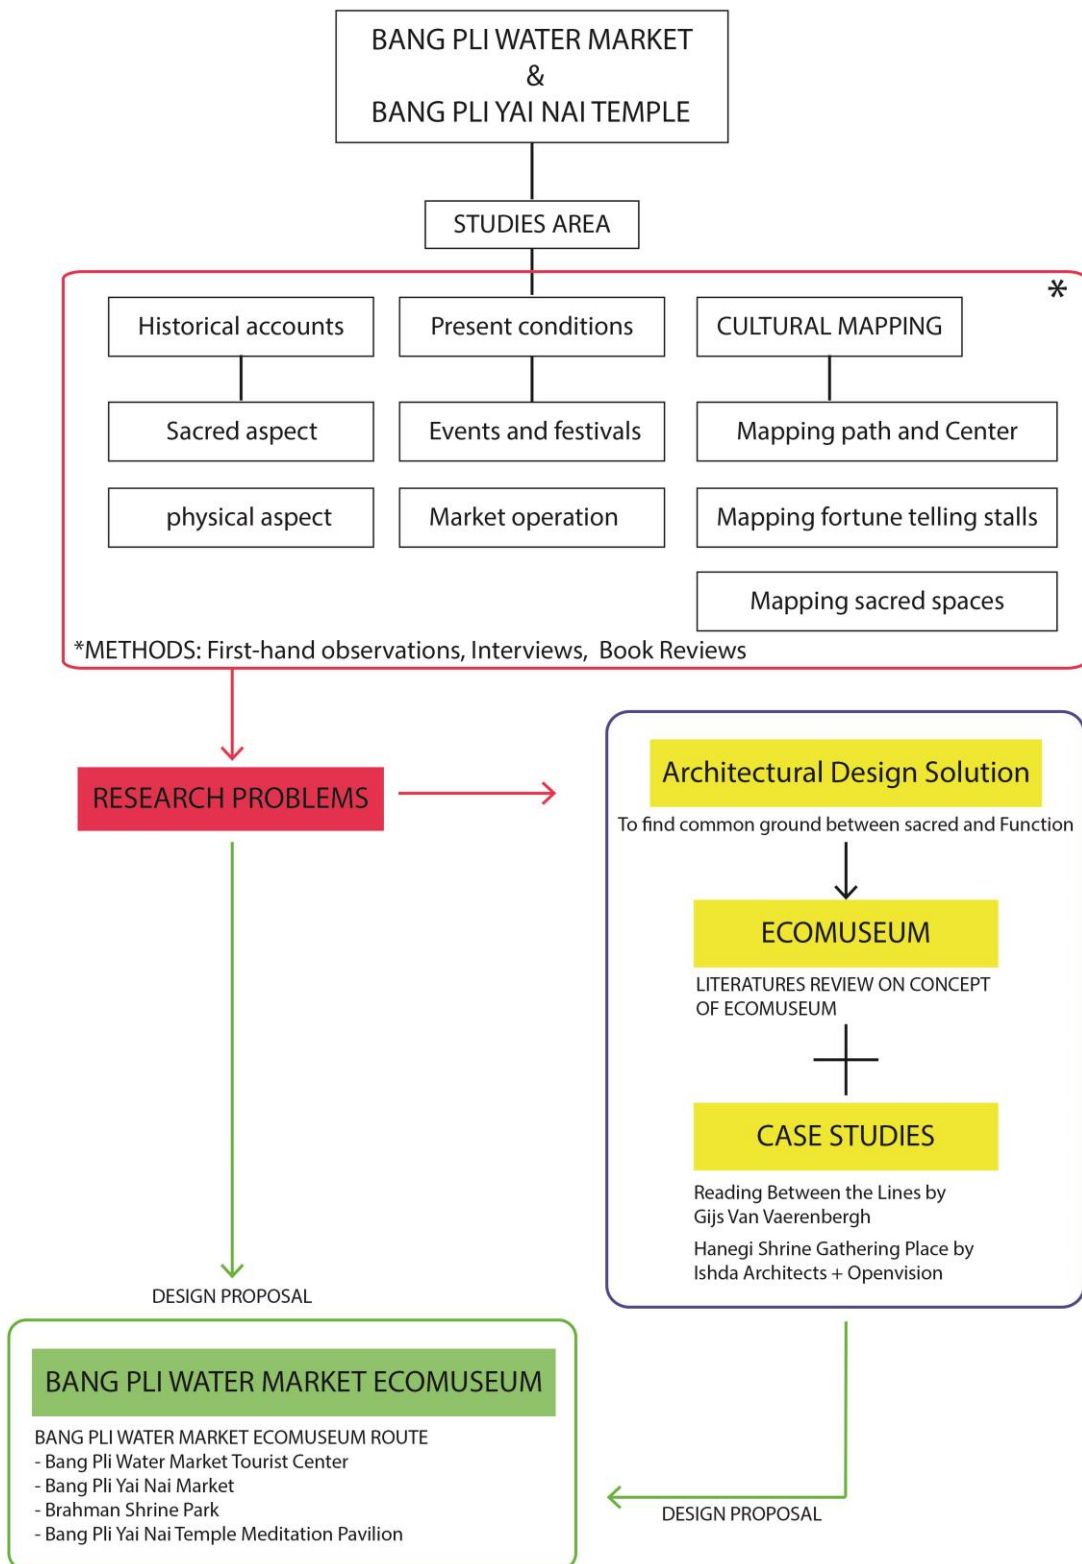 BANG PLI WATER MARKET
&
BANG PLI YAI NAI TEMPLE
STUDIES AREA
*
Historical accounts
Present conditions
CULTURAL MAPPING
Sacred aspect
Events and festivals
Mapping path and Center
physical aspect
Market operation
Mapping fortune telling stalls
Mapping sacred spaces
*METHODS: First-hand observations, Interviews, Book Reviews
RESEARCH PROBLEMS
Architectural Design Solution
To find common ground between sacred and Function
ECOMUSEUM
LITERATURES REVIEW ON CONCEPT
OF ECOMUSEUM
CASE STUDIES
Reading Between the Lines by
Gijs Van Vaerenbergh
Hanegi Shrine Gathering Place by
Ishda Architects + Openvision
DESIGN PROPOSAL
BANG PLI WATER MARKET ECOMUSEUM
BANG PLI WATER MARKET ECOMUSEUM ROUTE
- Bang Pli Water Market Tourist Center
- Bang Pli Yai Nai Market
- Brahman Shrine Park
- Bang Pli Yai Nai Temple Meditation Pavilion
DESIGN PROPOSAL